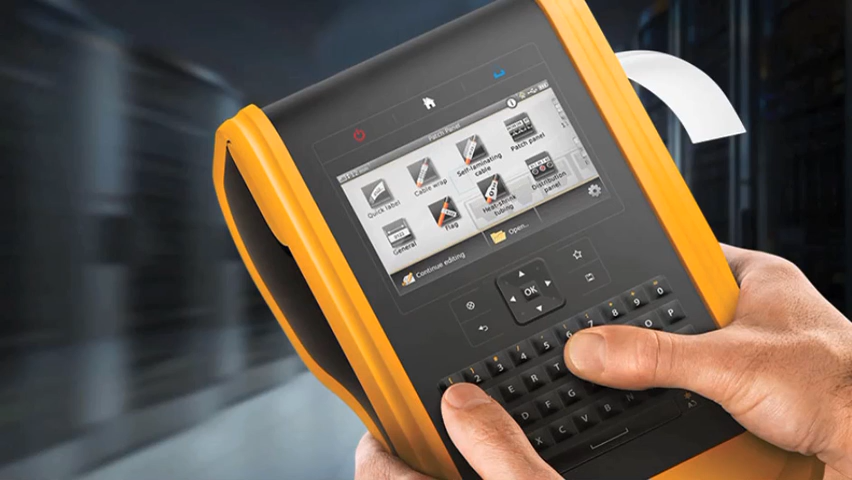 Patch Panel
Quick label
Cable wrap
Self-laminating
cable
Patch panel
General
Flag
Heat-shrink
tubing
Distribution
panel
Continue editing
Open...
OK
1 2 3 4 5 6 7 8 9 0
E R T O P
D F G
X C V B N